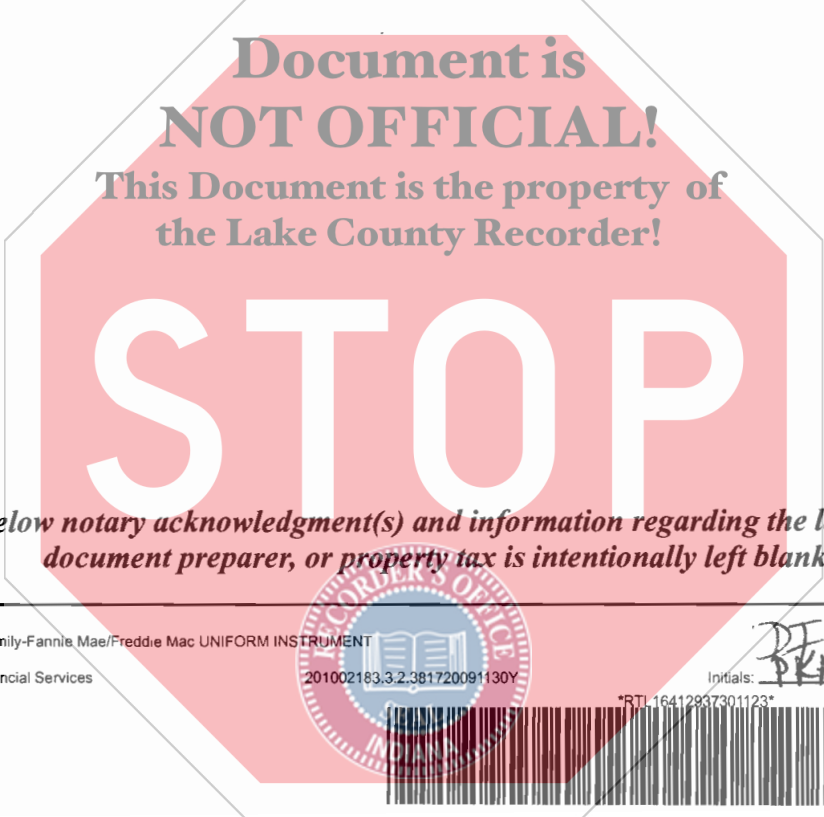 Document is
NOT OFFICIAL!
This Document is the property of
the Lake County Recorder!
STOP
elow notary acknowledgment(s) and information regarding the l
document preparer, or property tax is intentionally left blank
mily-Fannie Mae/Freddie Mac UNIFORM INSTRUMENT
ncial Services
201002183.3.2.381720091130Y
Initials:
*RTL16412937301123*
RECORDER'S OFFICE
INDIANA